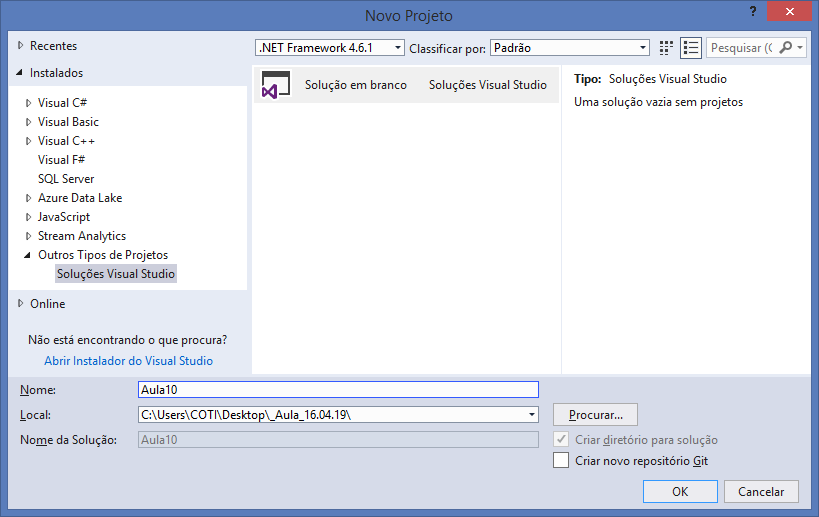 Novo Projeto
?
Recentes
.NET Framework 4.6.1
Classificar por:
Padrão
Pesquisar (C
Instalados
Visual C#
Visual Basic
Visual C++
Visual F#
SQL Server
Azure Data Lake
JavaScript
Stream Analytics
Outros Tipos de Projetos
Soluções Visual Studio
Online
Não está encontrando o que procura?
Abrir Instalador do Visual Studio
Solução em branco
Soluções Visual Studio
Tipo: Soluções Visual Studio
Uma solução vazia sem projetos
Nome:
Aula10
Local:
C:\Users\COTI\Desktop\_Aula_16.04.19\
Procurar...
Nome da Solução:
Aula10
Criar diretório para solução
Criar novo repositório Git
OK
Cancelar